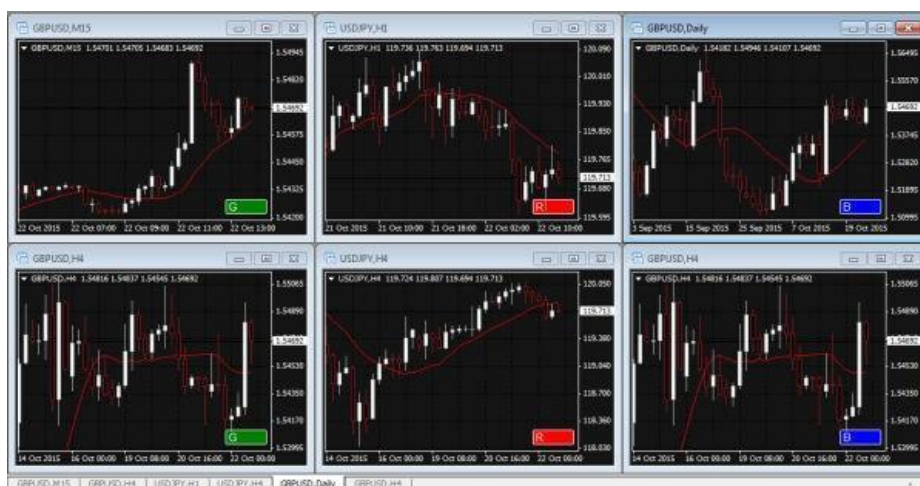 GBPUSD,M15
GBPUSD,M15 1.54701 1.54705 1.54683 1.54692
1.54945
1.54820
1.54692
1.54575
1.54450
1.54325
1.54200
G
22 Oct 2015 22 Oct 07:00 22 Oct 09:00 22 Oct 11:00 22 Oct 13:00
USDJPY,H1
USDJPY,H1 119.736 119.763 119.694 119.713
120.090
120.010
119.930
119.850
119.765
119.713
119.680
119.595
R
21 Oct 2015 21 Oct 10:00 21 Oct 18:00 22 Oct 02:00 22 Oct 10:00
GBPUSD,Daily
GBPUSD,Daily 1.54182 1.54946 1.54107 1.54692
1.56495
1.55570
1.54692
1.53745
1.52820
1.51895
1.50995
B
3 Sep 2015 15 Sep 2015 25 Sep 2015 7 Oct 2015 19 Oct 2015
GBPUSD,H4
GBPUSD,H4 1.54816 1.54837 1.54545 1.54692
1.55065
1.54890
1.54692
1.54530
1.54350
1.54170
1.53995
G
14 Oct 2015 16 Oct 00:00 19 Oct 08:00 20 Oct 16:00 22 Oct 00:00
USDJPY,H4
USDJPY,H4 119.724 119.807 119.694 119.713
120.050
119.713
119.380
119.040
118.700
118.360
118.030
R
14 Oct 2015 16 Oct 00:00 19 Oct 08:00 20 Oct 16:00 22 Oct 00:00
GBPUSD,H4
GBPUSD,H4 1.54816 1.54837 1.54545 1.54692
1.55065
1.54890
1.54692
1.54530
1.54350
1.54170
1.53995
B
14 Oct 2015 16 Oct 00:00 19 Oct 08:00 20 Oct 16:00 22 Oct 00:00
GBPUSD,M15 GBPUSD,H4 USDJPY,H1 USDJPY,H4 GBPUSD,Daily GBPUSD,H4